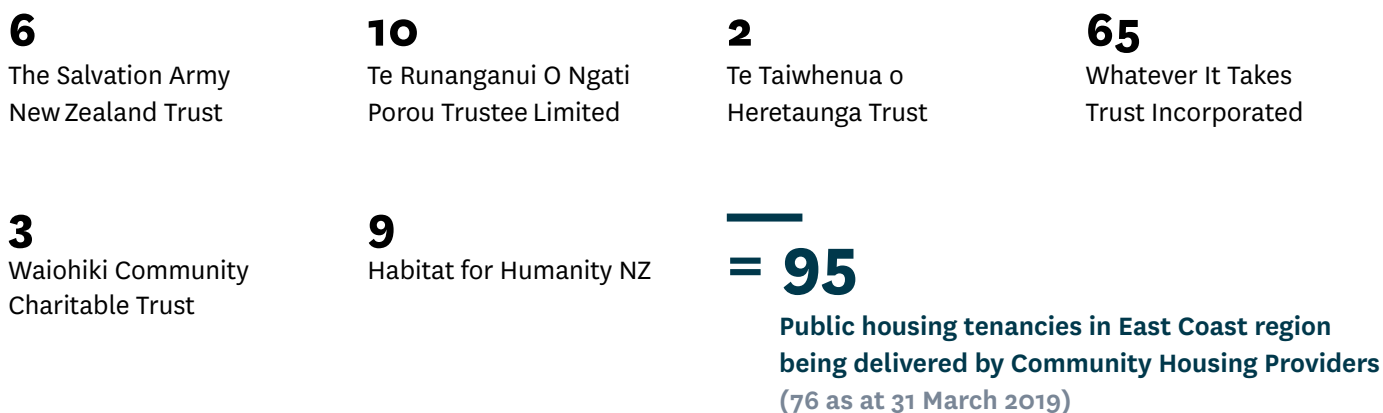 6
The Salvation Army
New Zealand Trust
10
Te Runanganui O Ngati
Porou Trustee Limited
2
Te Taiwhenua o
Heretaunga Trust
65
Whatever It Takes
Trust Incorporated
3
Waiohiki Community
Charitable Trust
9
Habitat for Humanity NZ
= 95
Public housing tenancies in East Coast region
being delivered by Community Housing Providers
(76 as at 31 March 2019)